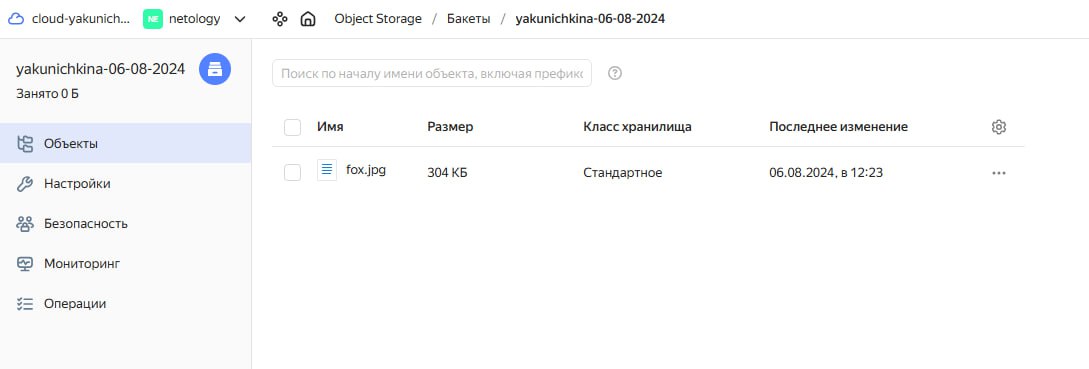 cloud-yakunich... NE netology Object Storage / Бакеты / yakunichkina-06-08-2024
yakunichkina-06-08-2024
Занято 0 Б
Объекты
Настройки
Безопасность
Мониторинг
Операции
Поиск по началу имени объекта, включая префикс
Имя Размер Класс хранилища Последнее изменение
fox.jpg 304 КБ Стандартное 06.08.2024, в 12:23